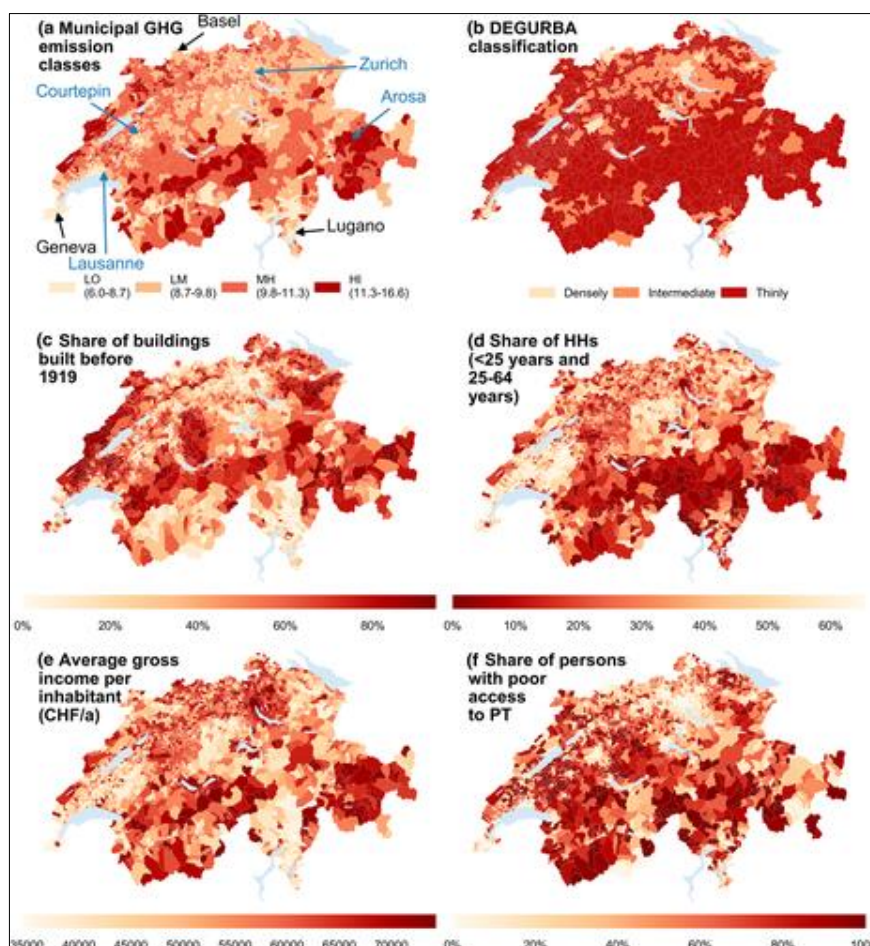 (a Municipal GHG
emission
classes
Basel
Zurich
Courtepin
Arosa
Geneva
Lausanne
Lugano
LO
(6.0-8.7)
LM
(8.7-9.8)
MH
(9.8-11.3)
HI
(11.3-16.6)
(b) DEGURBA
classification
Densely
Intermediate
Thinly
(c Share of buildings
built before
1919
0%
20%
40%
60%
80%
(d Share of HHs
(<25 years and
25-64
years)
0%
10%
20%
30%
40%
50%
60%
(e Average gross
income per
inhabitant
(CHF/a)
35000
40000
45000
50000
55000
60000
65000
70000
(f Share of persons
with poor
access
to PT
0%
20%
40%
60%
80%
100